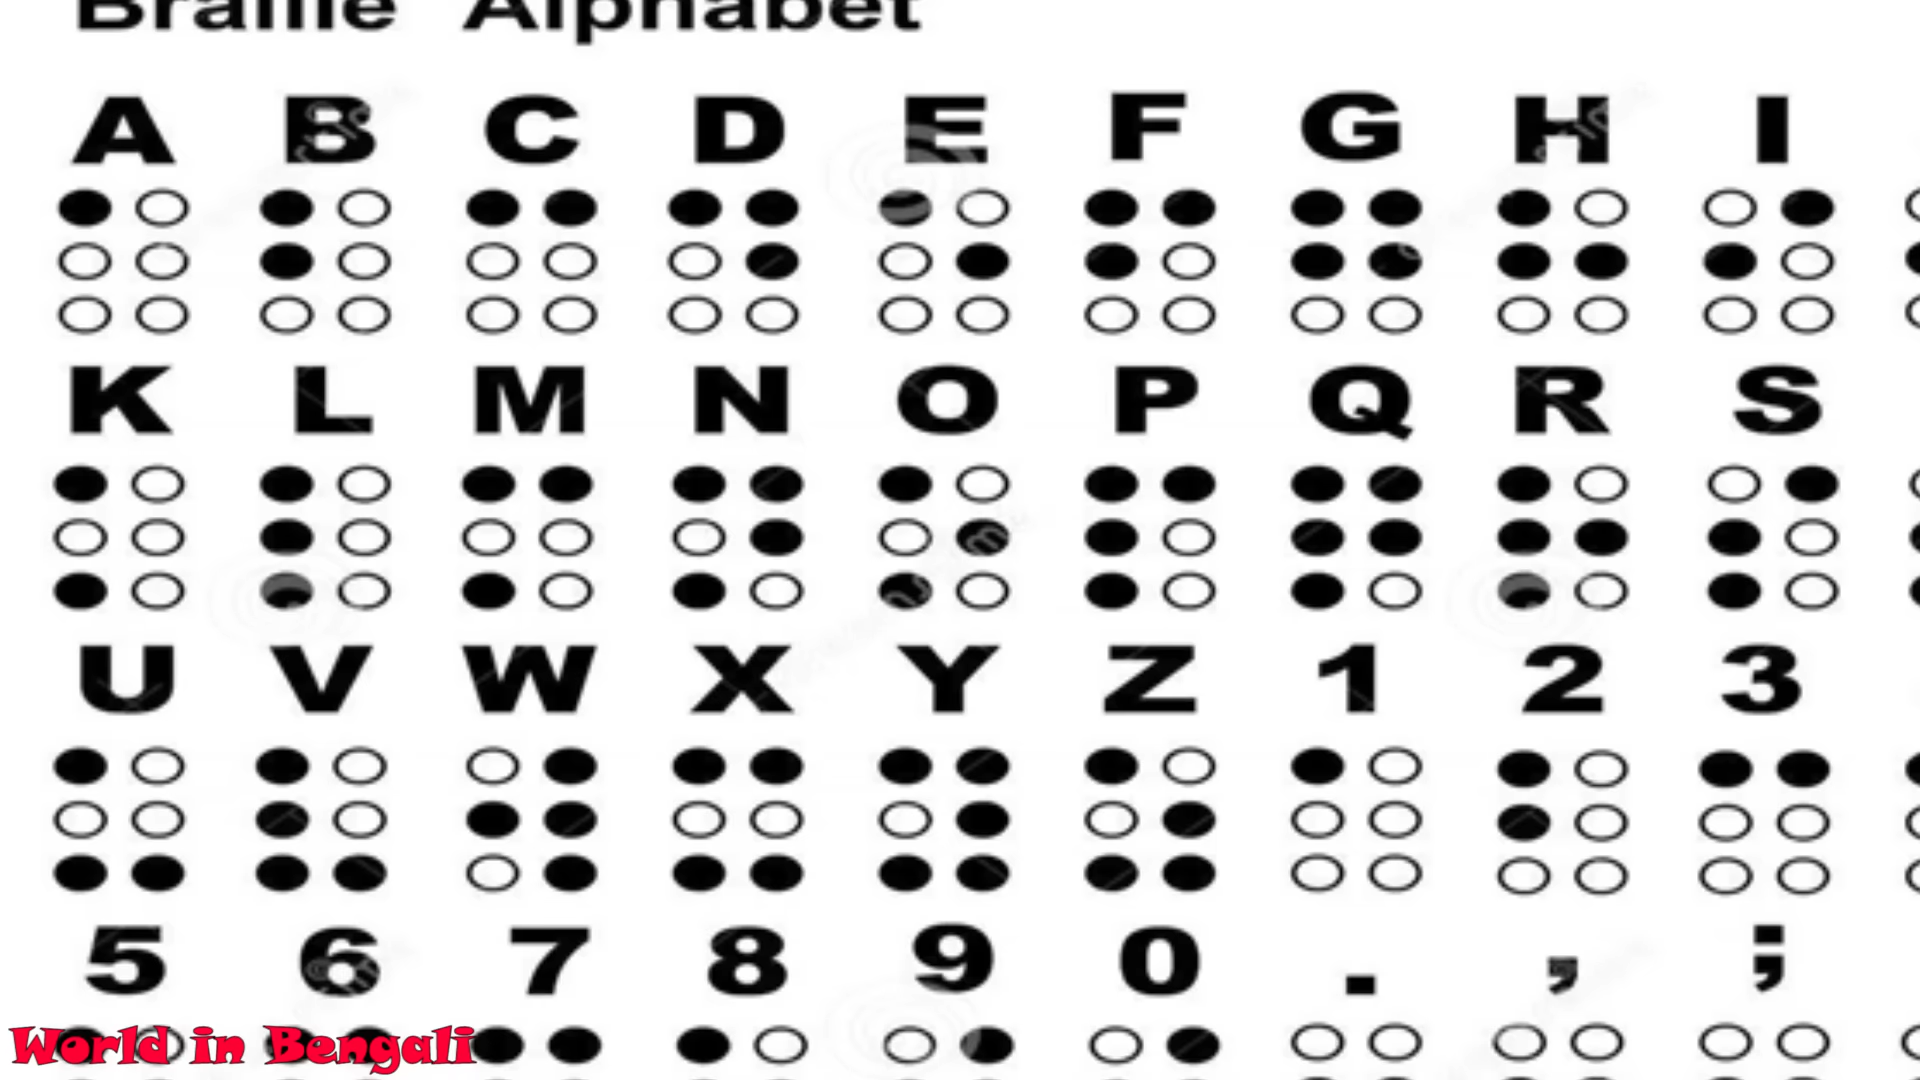 Braille Alphabet
A B C D E F G H I
K L M N O P Q R S
U V W X Y Z 1 2 3
5 6 7 8 9 0 . , ;
World in Bengali